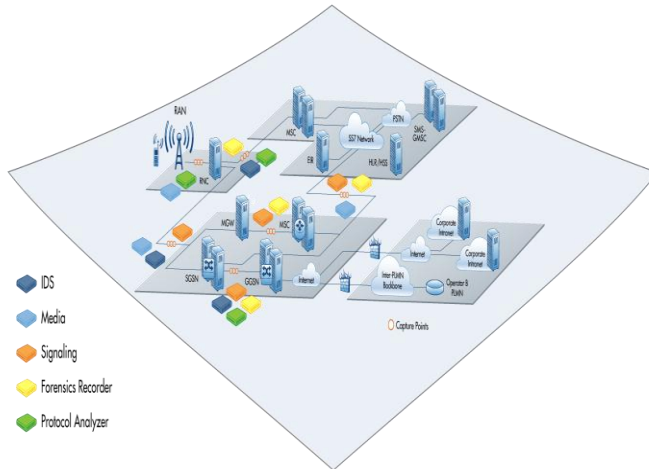 RAN
RNC
MSC
SS7 Network
PSTN
SMS-
GMSC
EIR
HLR/HSS
MGW
MSC
SGSN
GGSN
Internet
Internet
Corporate
Intranet
Corporate
Intranet
Inter-PLMN
Backbone
Operator B
PLMN
Capture Points
IDS
Media
Signaling
Forensics Recorder
Protocol Analyzer